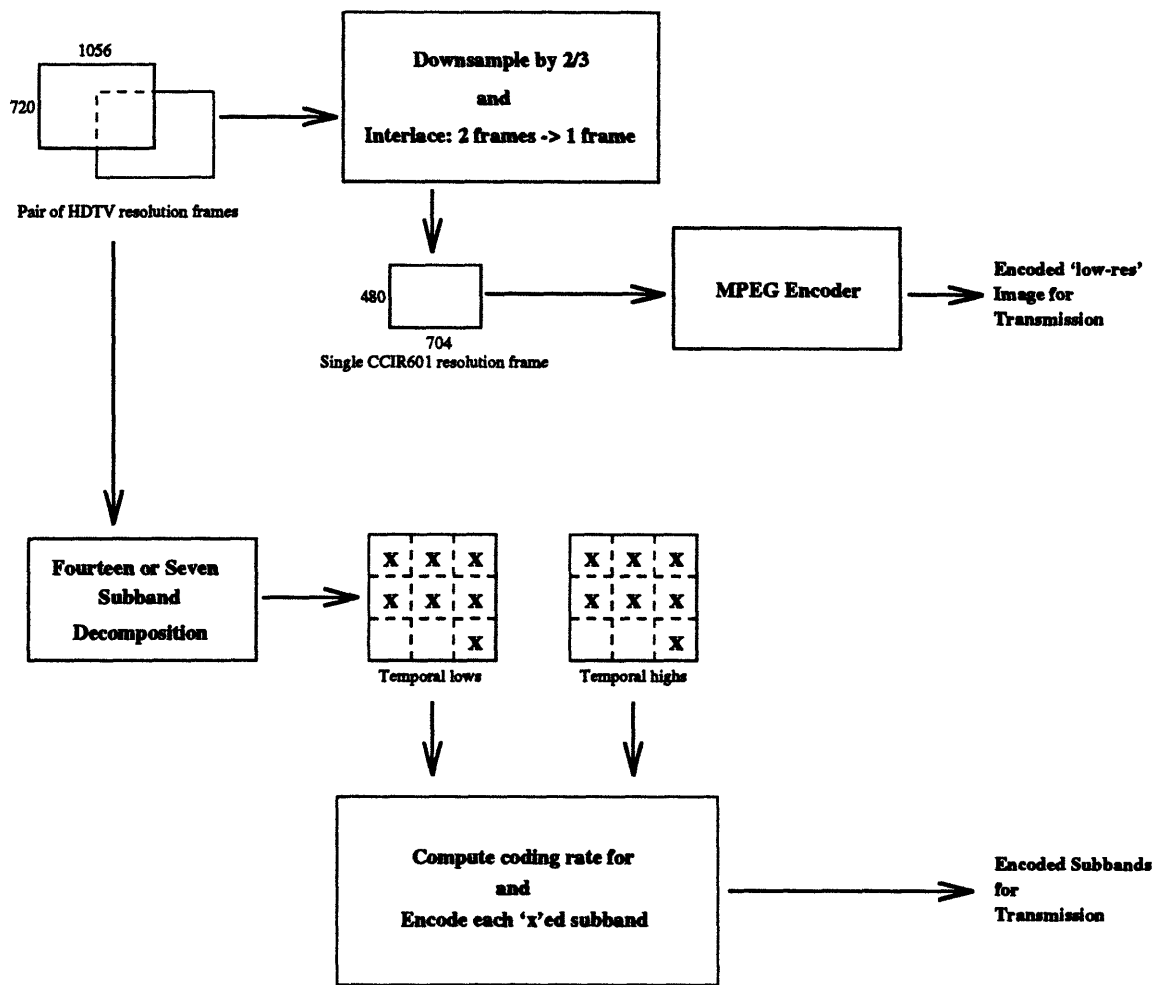 1056
720
Pair of HDTV resolution frames
Downsample by 2/3
and
Interlace: 2 frames -> 1 frame
480
704
Single CCIR601 resolution frame
MPEG Encoder
Encoded ‘low-res’
Image for
Transmission
Fourteen or Seven
Subband
Decomposition
X X X
X X X
X
Temporal lows
X X X
X X X
X
Temporal highs
Compute coding rate for
and
Encode each ‘x’ed subband
Encoded Subbands
for
Transmission